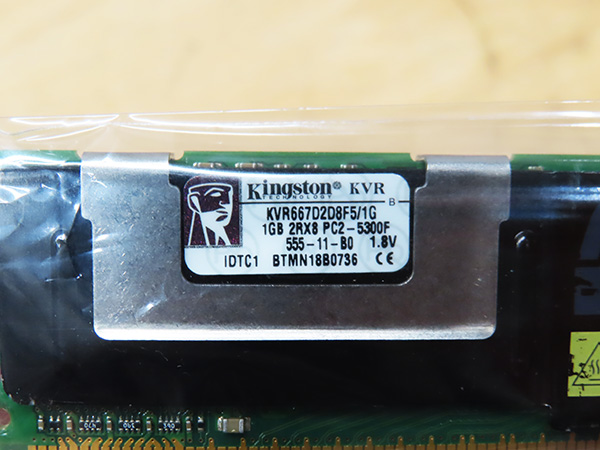 Kingston® KVR
TECHNOLOGY B
KVR667D2D8F5/1G
1GB 2RX8 PC2-5300F
555-11-B0 1.8V
IDTC1 BTMN18B0736 CE